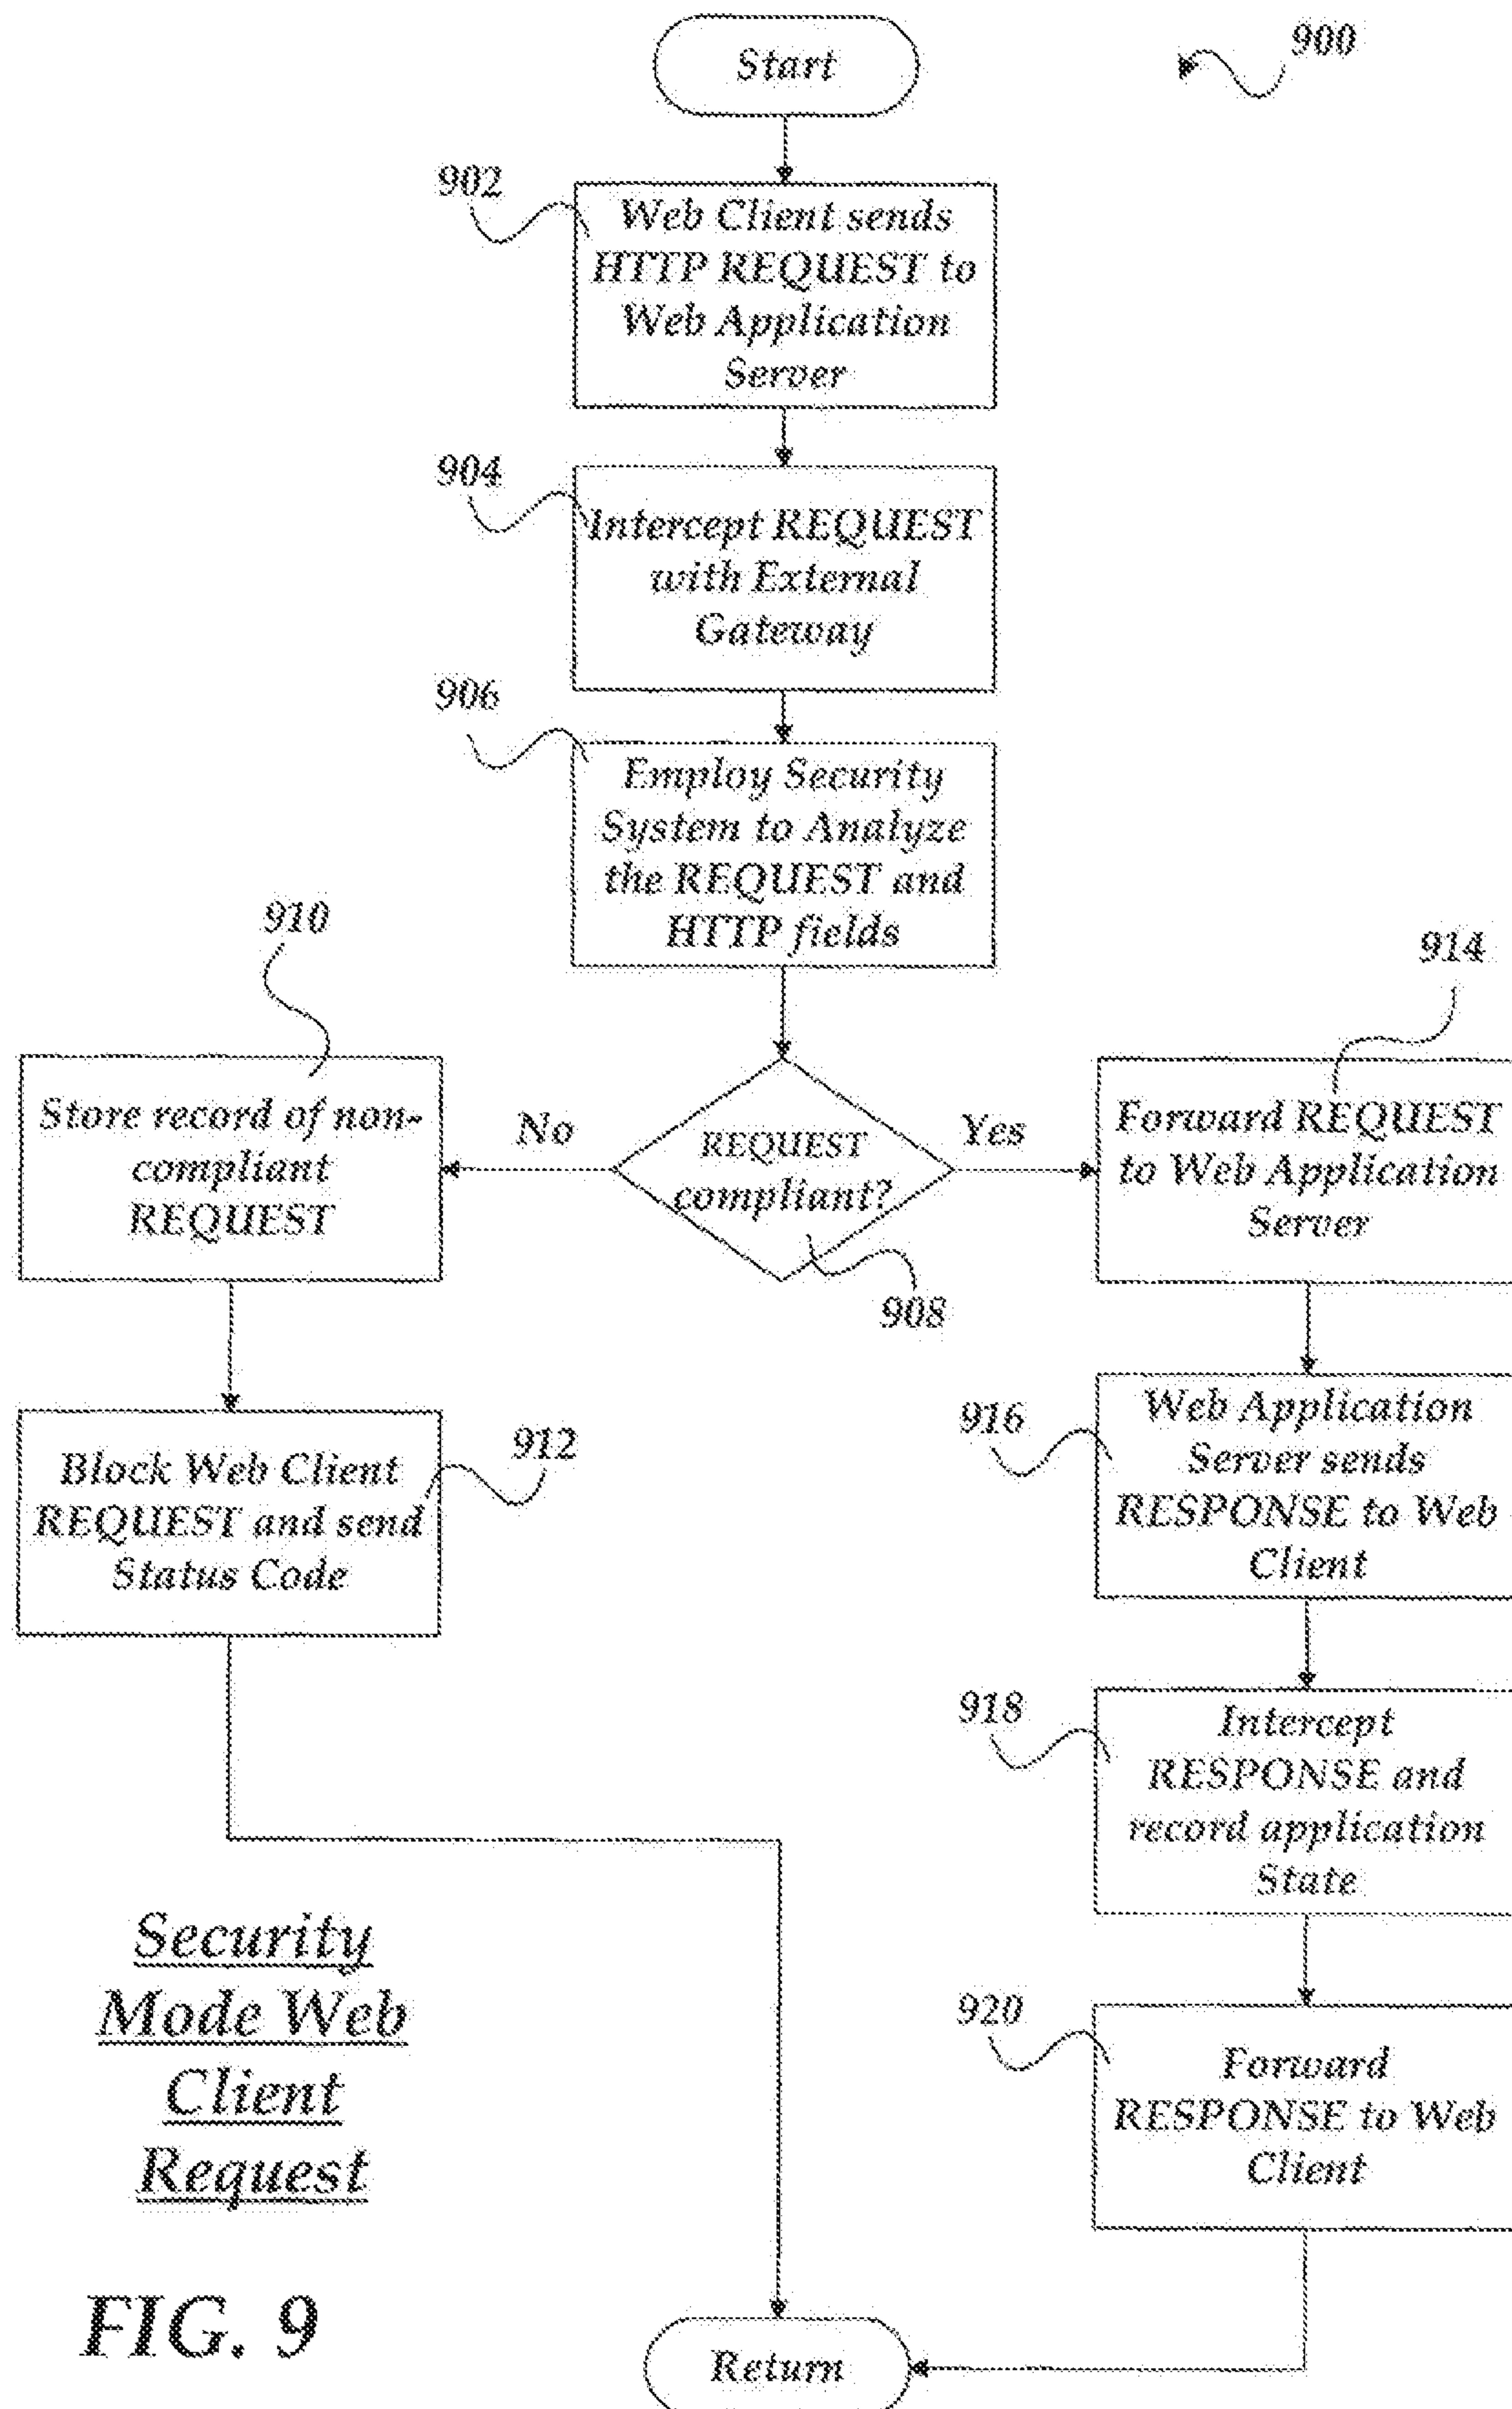 Start
900
902
Web Client sends
HTTP REQUEST to
Web Application
Server
904
Intercept REQUEST
with External
Gateway
906
Employ Security
System to Analyze
the REQUEST and
HTTP fields
910
914
Store record of non-
compliant
REQUEST
No
REQUEST
compliant?
Yes
908
Forward REQUEST
to Web Application
Server
912
Block Web Client
REQUEST and send
Status Code
916
Web Application
Server sends
RESPONSE to Web
Client
918
Intercept
RESPONSE and
record application
State
920
Forward
RESPONSE to Web
Client
Security
Mode Web
Client
Request
FIG. 9
Return